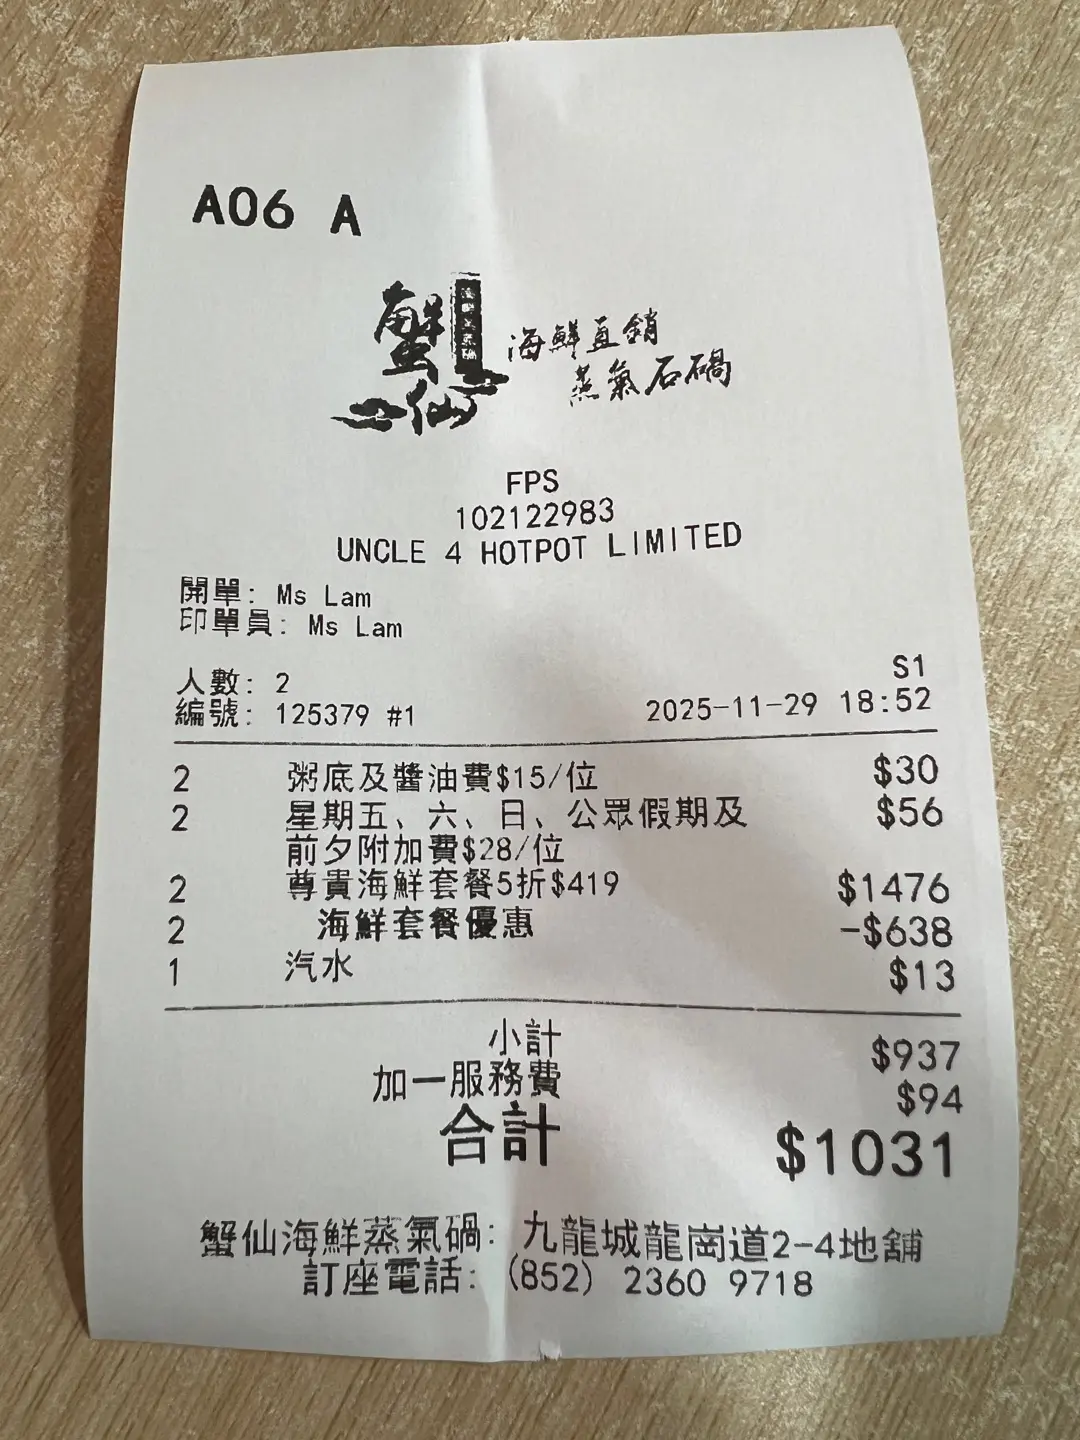 A06 A
蟹仙
海鮮直銷
蒸氣石鍋
FPS
102122983
UNCLE 4 HOTPOT LIMITED
開單: Ms Lam
印單員: Ms Lam
S1
人數: 2
編號: 125379 #1 2025-11-29 18:52
2 粥底及醬油費$15/位 $30
2 星期五、六、日、公眾假期及 $56
前夕附加費$28/位
2 尊貴海鮮套餐5折$419 $1476
2 海鮮套餐優惠 -$638
1 汽水 $13
小計 $937
加一服務費 $94
合計 $1031
蟹仙海鮮蒸氣鍋: 九龍城龍崗道2-4地舖
訂座電話: (852) 2360 9718